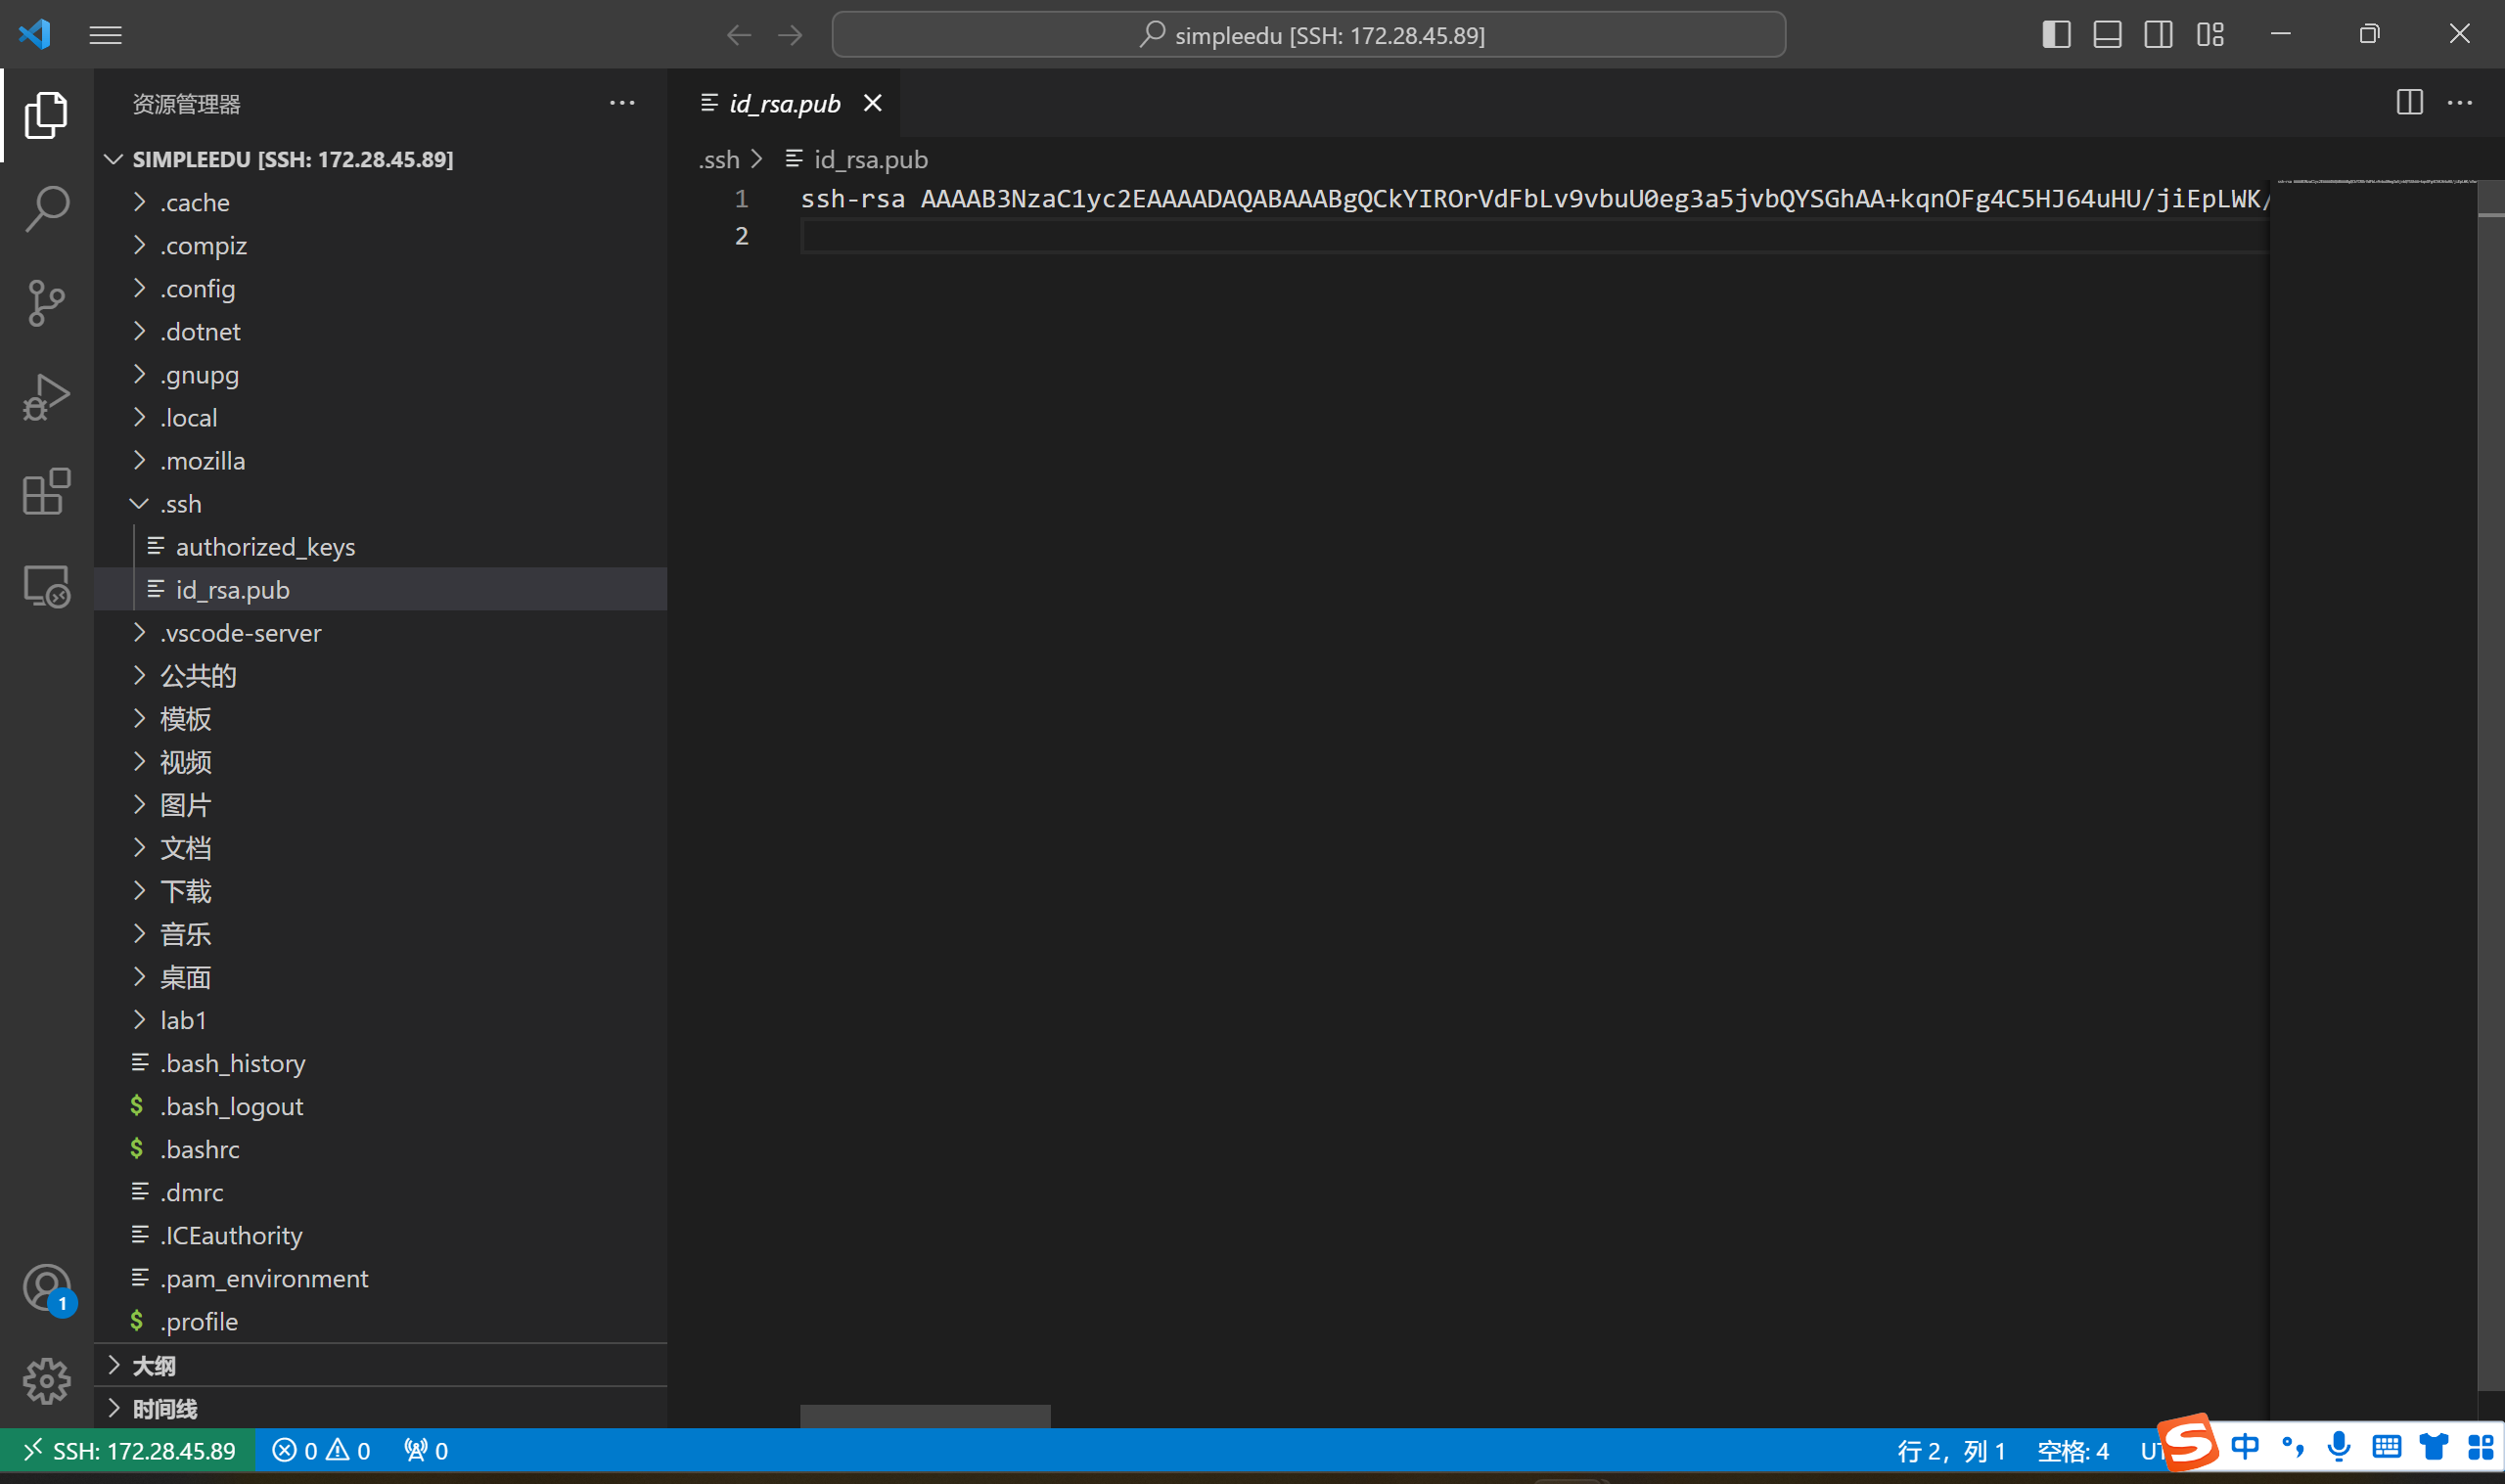 simpleedu [SSH: 172.28.45.89]
资源管理器
id_rsa.pub
SIMPLEEDU [SSH: 172.28.45.89]
.ssh
id_rsa.pub
1
ssh-rsa AAAAB3NzaC1yc2EAAAADAQABAAABgQCkYIROrVdFbLv9vbuU0eg3a5jvbQYSGhAA+kqnOFg4C5HJ64uHU/jiEpLWK/
2
.cache
.compiz
.config
.dotnet
.gnupg
.local
.mozilla
.ssh
authorized_keys
id_rsa.pub
.vscode-server
公共的
模板
视频
图片
文档
下载
音乐
桌面
lab1
.bash_history
$ .bash_logout
$ .bashrc
.dmrc
.ICEauthority
.pam_environment
$ .profile
1
大纲
时间线
SSH: 172.28.45.89
0
0
0
行 2，列 1
空格: 4
中